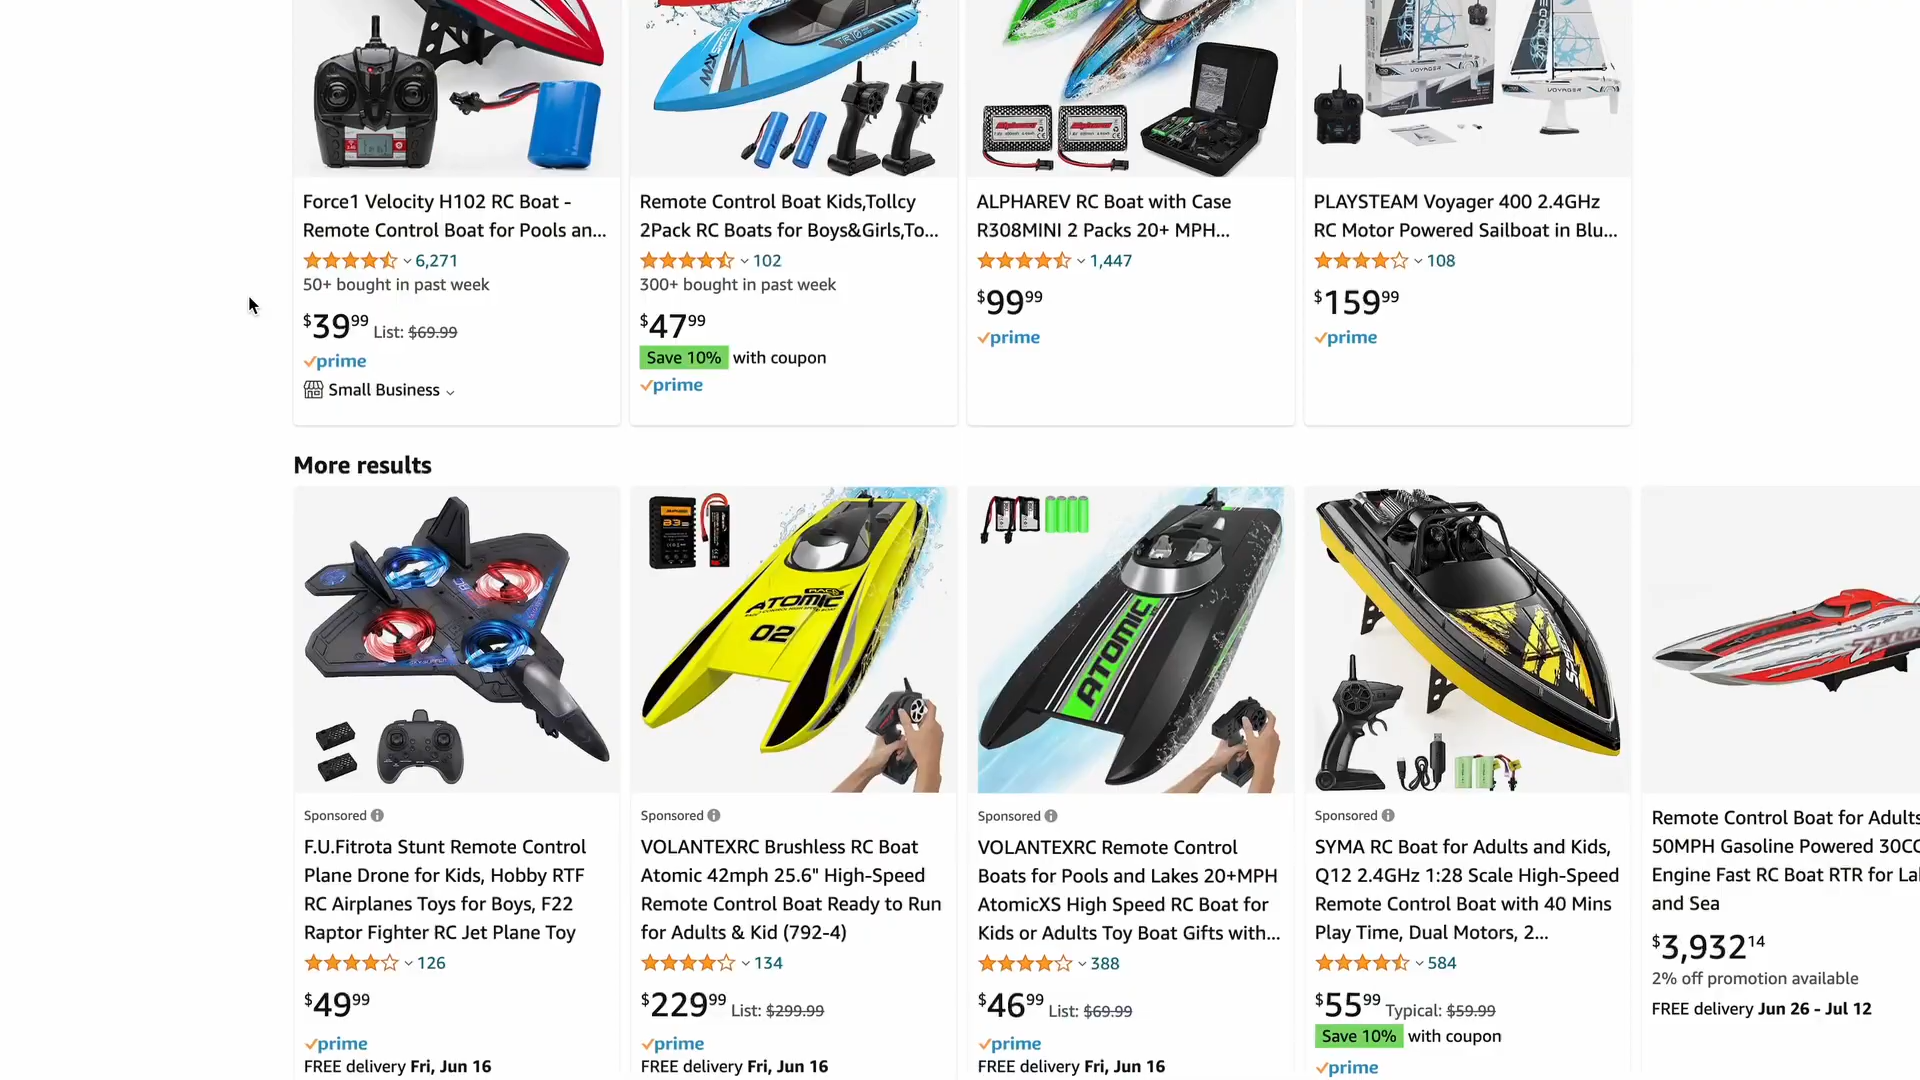 MAX SPEED
TR10
VOYAGER
VOYAGER
Force1 Velocity H102 RC Boat -
Remote Control Boat for Pools an...
6,271
50+ bought in past week
$39.99 List: $69.99
prime
Small Business
Remote Control Boat Kids,Tollcy
2Pack RC Boats for Boys&Girls,To...
102
300+ bought in past week
$47.99
Save 10% with coupon
prime
ALPHAREV RC Boat with Case
R308MINI 2 Packs 20+ MPH...
1,447
$99.99
prime
PLAYSTEAM Voyager 400 2.4GHz
RC Motor Powered Sailboat in Blu...
108
$159.99
prime
More results
ATOMIC
02
ATOMIC
Sponsored
F.U.Fitrota Stunt Remote Control
Plane Drone for Kids, Hobby RTF
RC Airplanes Toys for Boys, F22
Raptor Fighter RC Jet Plane Toy
126
$49.99
prime
FREE delivery Fri, Jun 16
Sponsored
VOLANTEXRC Brushless RC Boat
Atomic 42mph 25.6" High-Speed
Remote Control Boat Ready to Run
for Adults & Kid (792-4)
134
$229.99 List: $299.99
prime
FREE delivery Fri, Jun 16
Sponsored
VOLANTEXRC Remote Control
Boats for Pools and Lakes 20+MPH
AtomicXS High Speed RC Boat for
Kids or Adults Toy Boat Gifts with...
388
$46.99 List: $69.99
prime
FREE delivery Fri, Jun 16
Sponsored
SYMA RC Boat for Adults and Kids,
Q12 2.4GHz 1:28 Scale High-Speed
Remote Control Boat with 40 Mins
Play Time, Dual Motors, 2...
584
$55.99 Typical: $59.99
Save 10% with coupon
prime
Remote Control Boat for Adults
50MPH Gasoline Powered 30CC
Engine Fast RC Boat RTR for La
and Sea
$3,932.14
2% off promotion available
FREE delivery Jun 26 - Jul 12